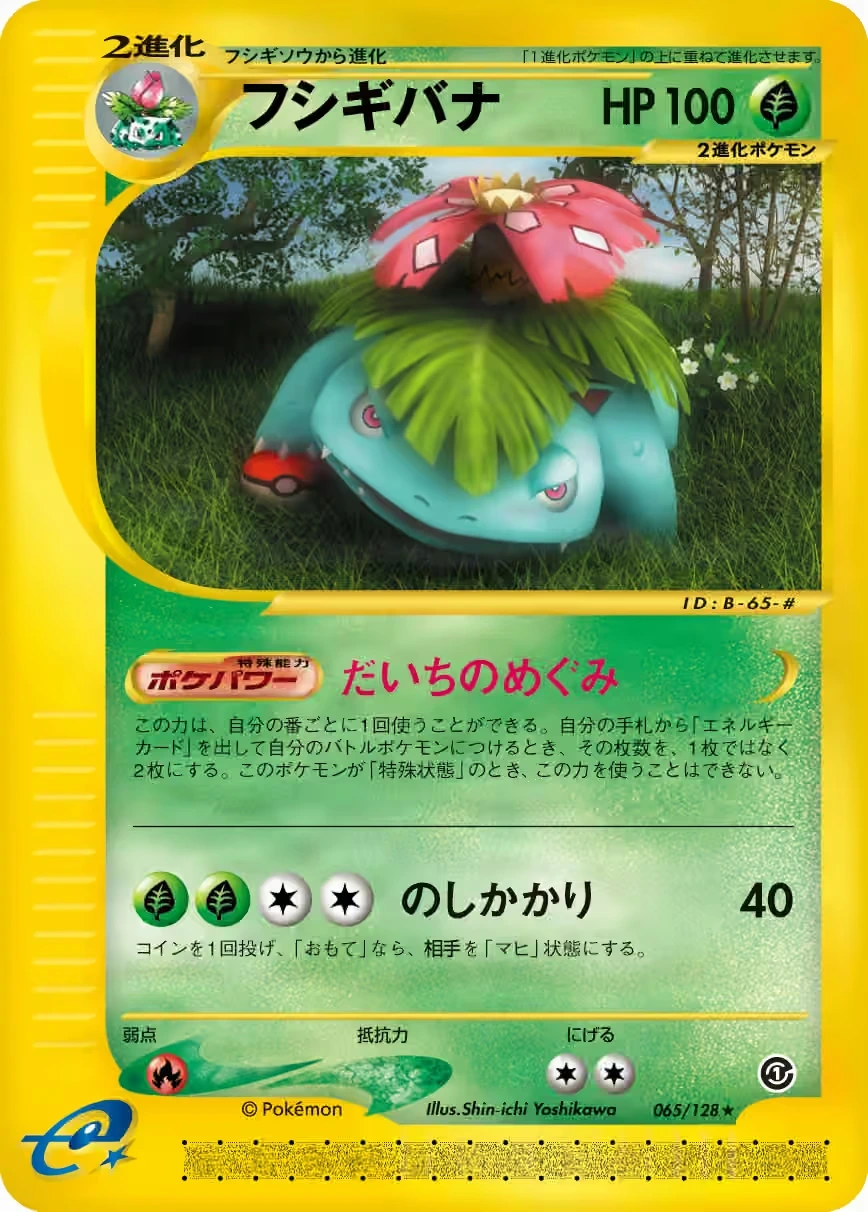 2進化
フシギソウから進化
「1進化ポケモン」の上に重ねて進化させます。
フシギバナ HP 100
2進化ポケモン
ID:B-65-#
ポケパワー 特殊能力 だいちのめぐみ
この力は、自分の番ごとに1回使うことができる。自分の手札から「エネルギー
カード」を出して自分のバトルポケモンにつけるとき、その枚数を、1枚ではなく
2枚にする。このポケモンが「特殊状態」のとき、この力を使うことはできない。
のしかかり 40
コインを1回投げ、「おもて」なら、相手を「マヒ」状態にする。
弱点 抵抗力 にげる
1
© Pokémon Illus.Shin-ichi Yoshikawa 065/128★
e